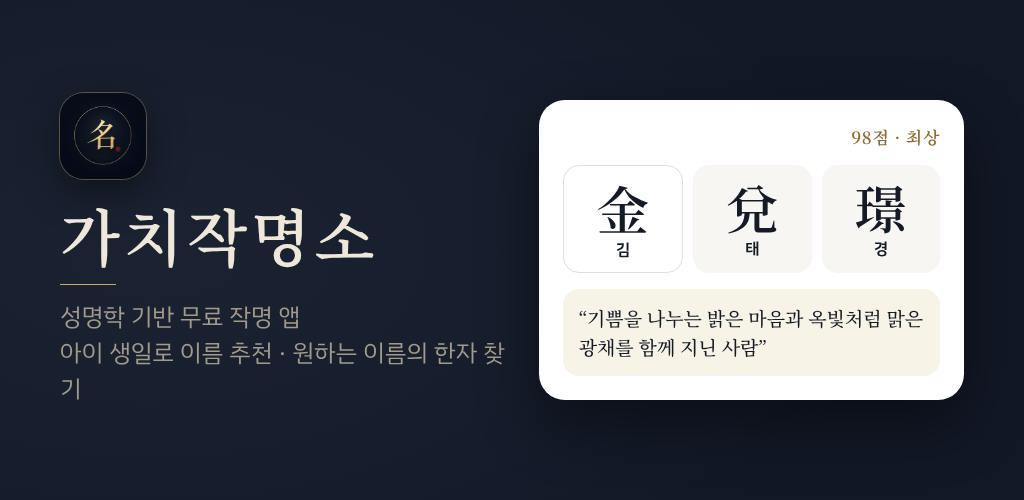 名
가치작명소
성명학 기반 무료 작명 앱
아이 생일로 이름 추천 · 원하는 이름의 한자 찾
기
98점 · 최상
金 兌 璟
김 태 경
“기쁨을 나누는 밝은 마음과 옥빛처럼 맑은
광채를 함께 지닌 사람”